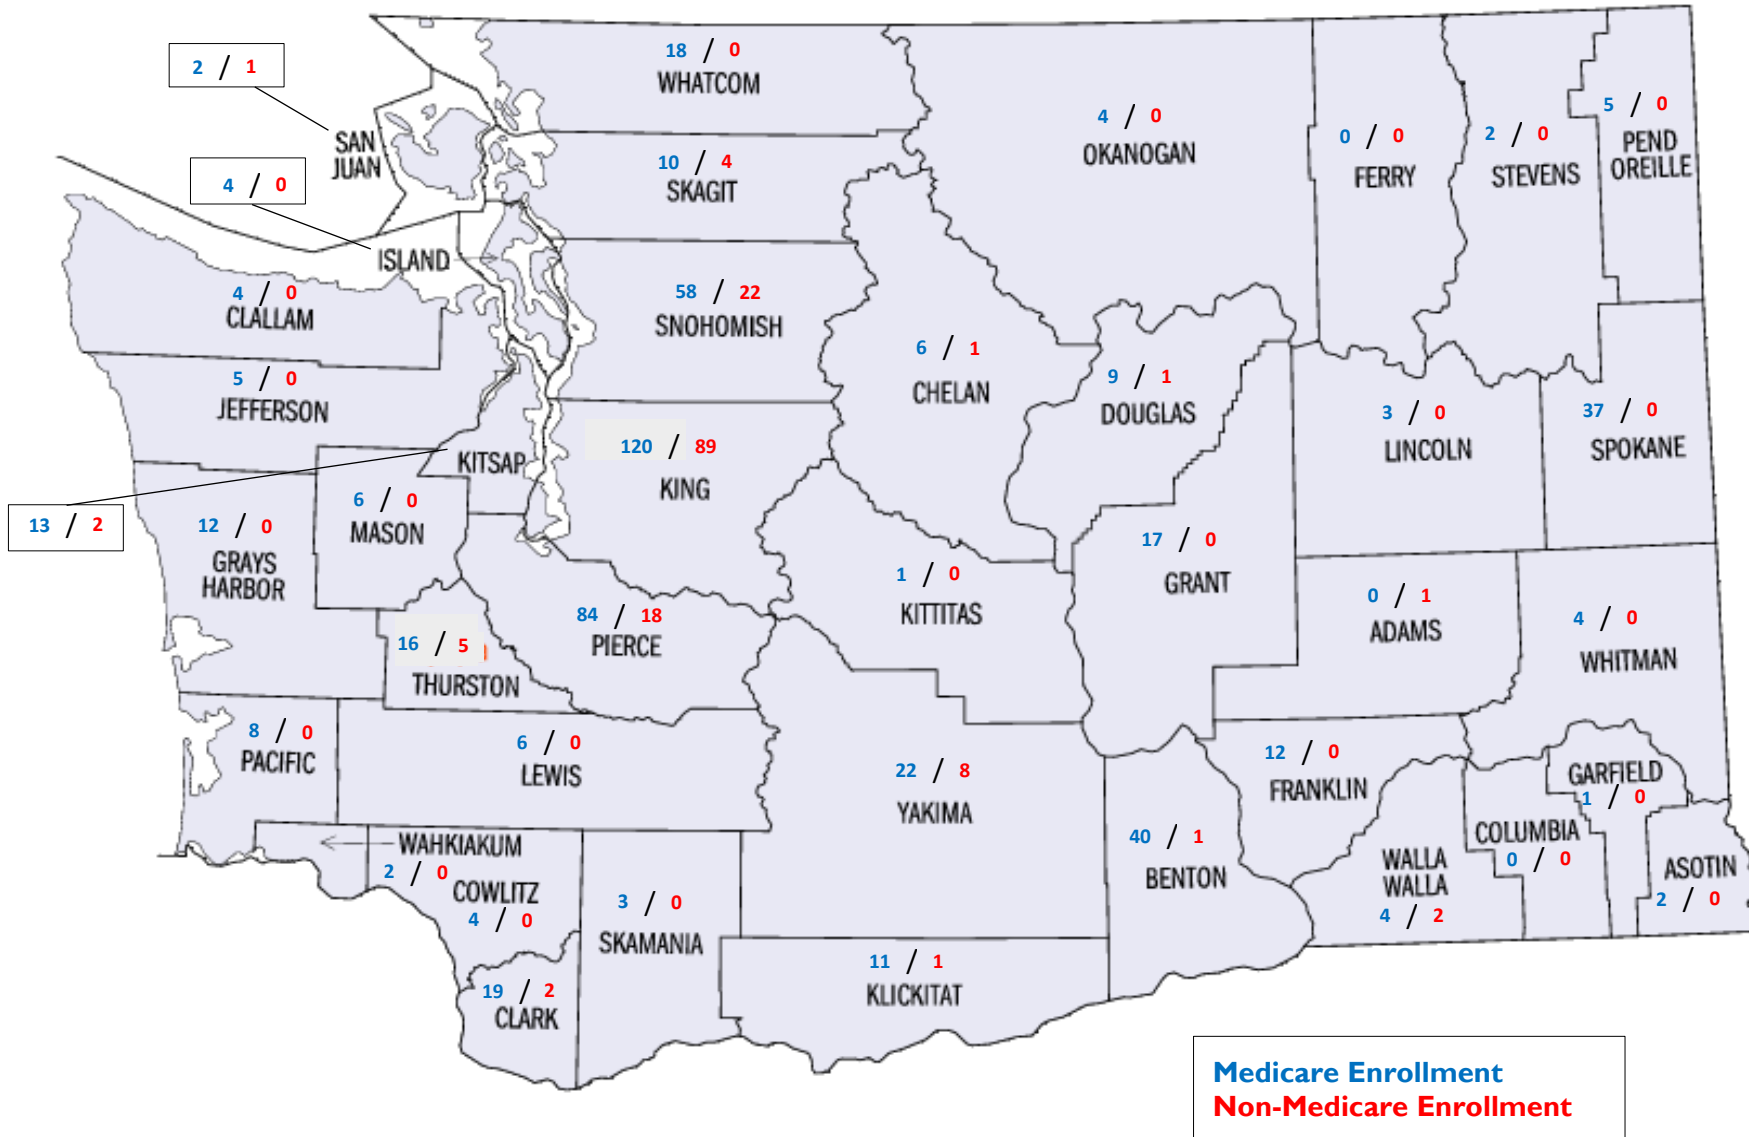 18 / 0
WHATCOM
2 / 1
SAN
JUAN
4 / 0
ISLAND
10 / 4
SKAGIT
4 / 0
OKANOGAN
0 / 0
FERRY
2 / 0
STEVENS
5 / 0
PEND
OREILLE
4 / 0
CLALLAM
58 / 22
SNOHOMISH
5 / 0
JEFFERSON
6 / 1
CHELAN
9 / 1
DOUGLAS
3 / 0
LINCOLN
37 / 0
SPOKANE
120 / 89
KING
KITSAP
13 / 2
6 / 0
MASON
12 / 0
GRAYS
HARBOR
17 / 0
GRANT
1 / 0
KITTITAS
0 / 1
ADAMS
4 / 0
WHITMAN
84 / 18
PIERCE
16 / 5
THURSTON
8 / 0
PACIFIC
6 / 0
LEWIS
22 / 8
YAKIMA
12 / 0
FRANKLIN
GARFIELD
1 / 0
COLUMBIA
0 / 0
40 / 1
BENTON
WALLA
WALLA
4 / 2
ASOTIN
2 / 0
WAHKIAKUM
2 / 0
COWLITZ
4 / 0
3 / 0
SKAMANIA
11 / 1
KLICKITAT
19 / 2
CLARK
Medicare Enrollment
Non-Medicare Enrollment